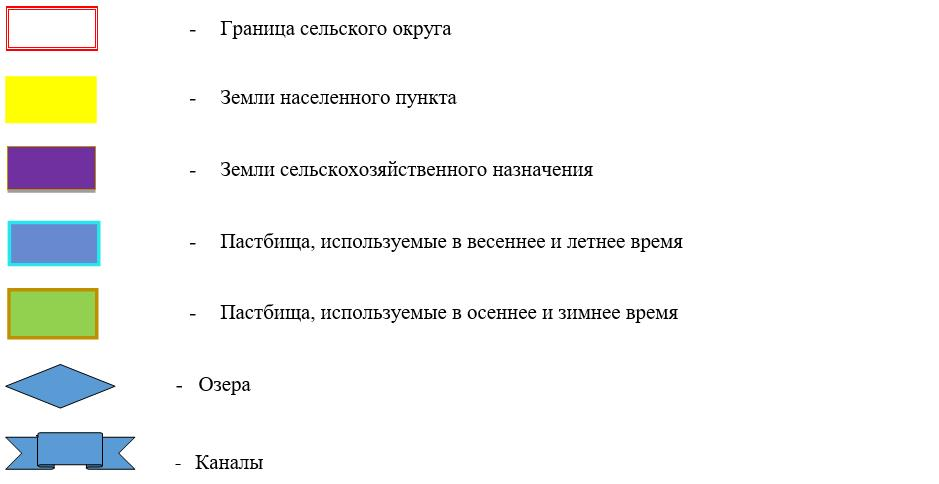 - Граница сельского округа
- Земли населенного пункта
- Земли сельскохозяйственного назначения
- Пастбища, используемые в весеннее и летнее время
- Пастбища, используемые в осеннее и зимнее время
- Озера
- Каналы